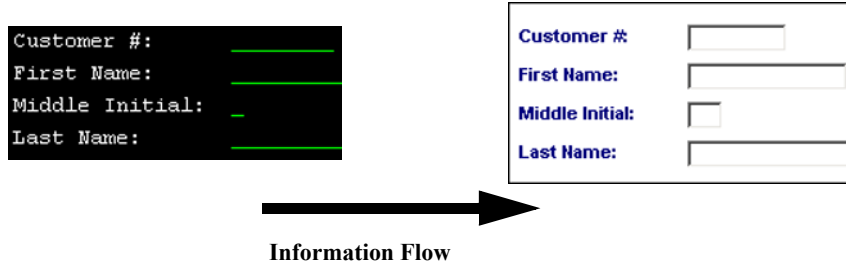 Customer #:
First Name:
Middle Initial:
Last Name:
Customer #:
First Name:
Middle Initial:
Last Name:
Information Flow